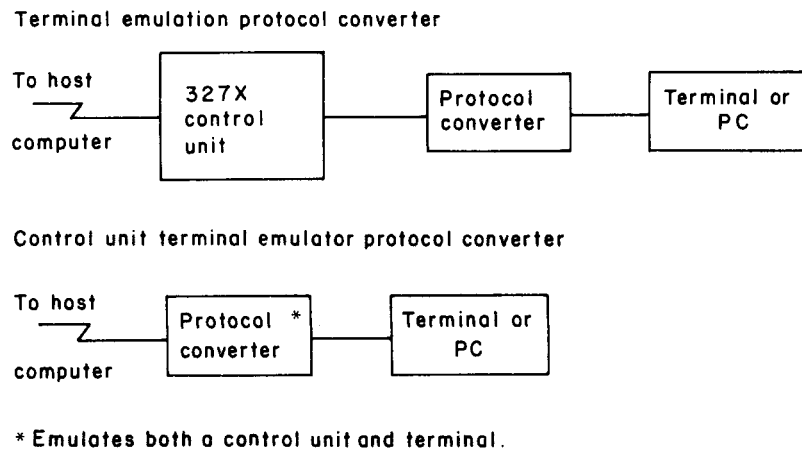 Terminal emulation protocol converter
To host
computer
327X
control
unit
Protocol
converter
Terminal or
PC
Control unit terminal emulator protocol converter
To host
computer
Protocol *
converter
Terminal or
PC
* Emulates both a control unit and terminal.